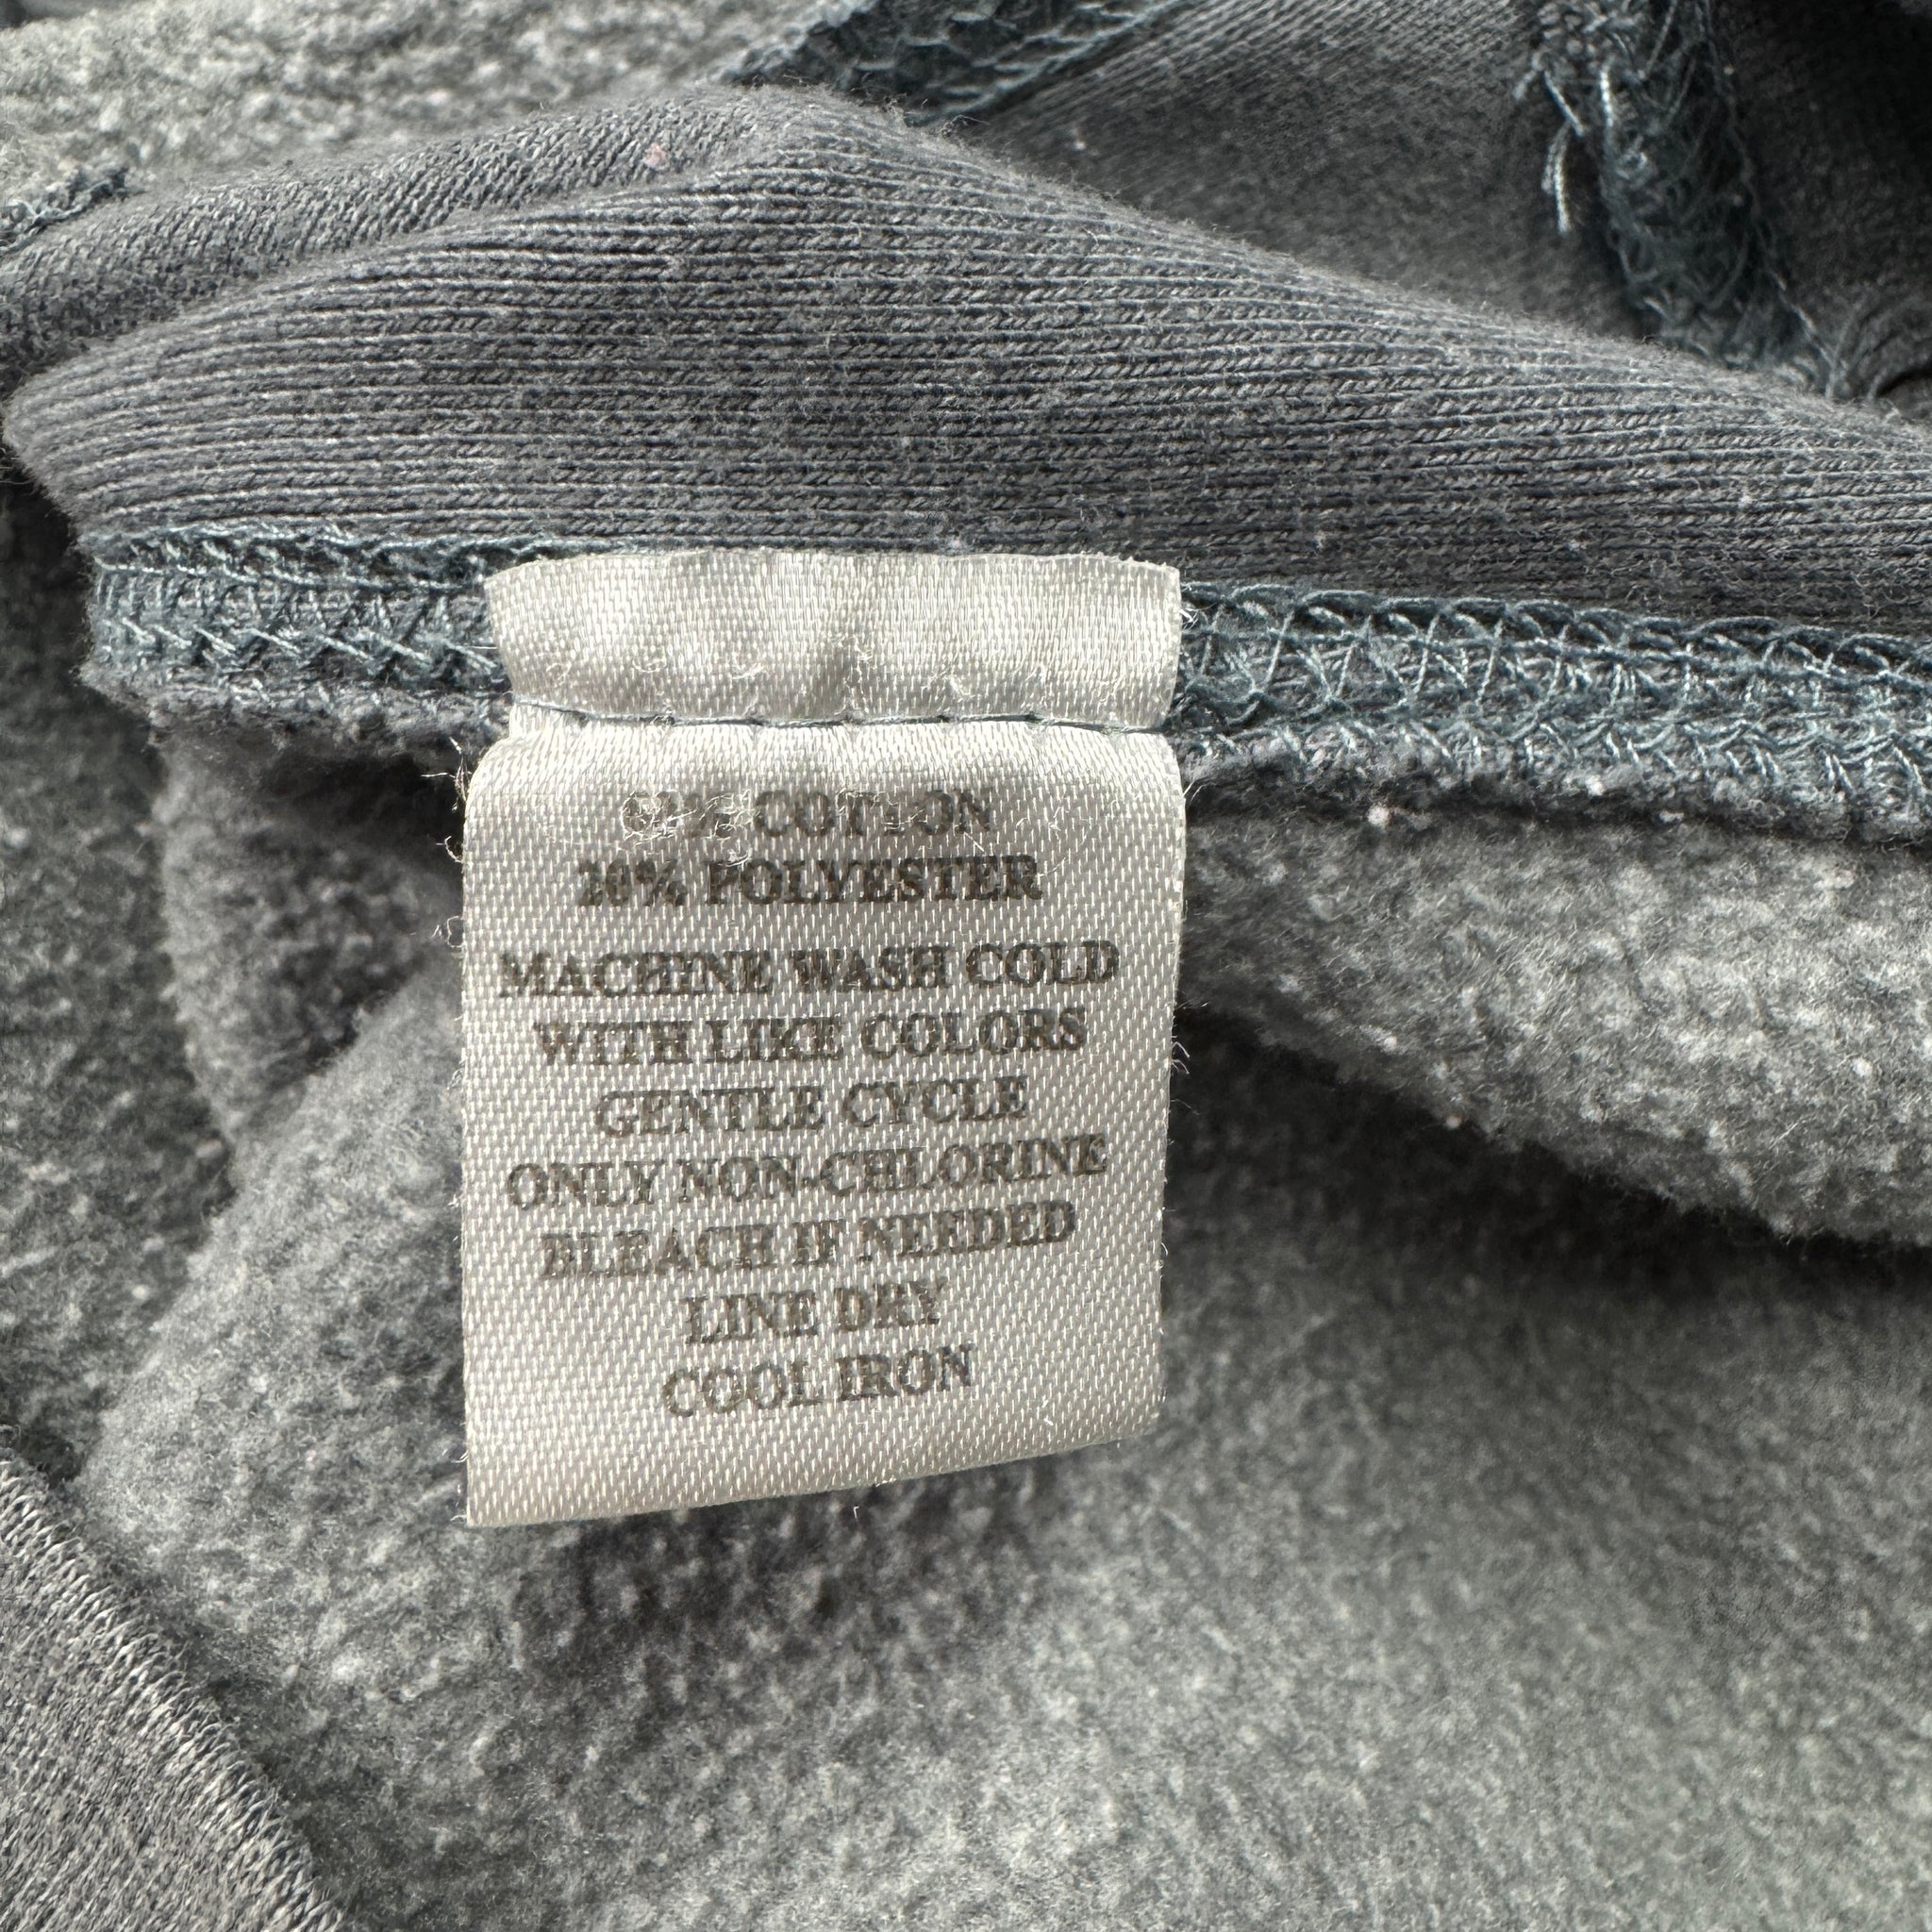 COTTON
POLYESTER
MACHINE WASH COLD
WITH LIKE COLORS
GENTLE CYCLE
ONLY NON-CHLORINE
BLEACH IF NEEDED
LINE DRY
COOL IRON